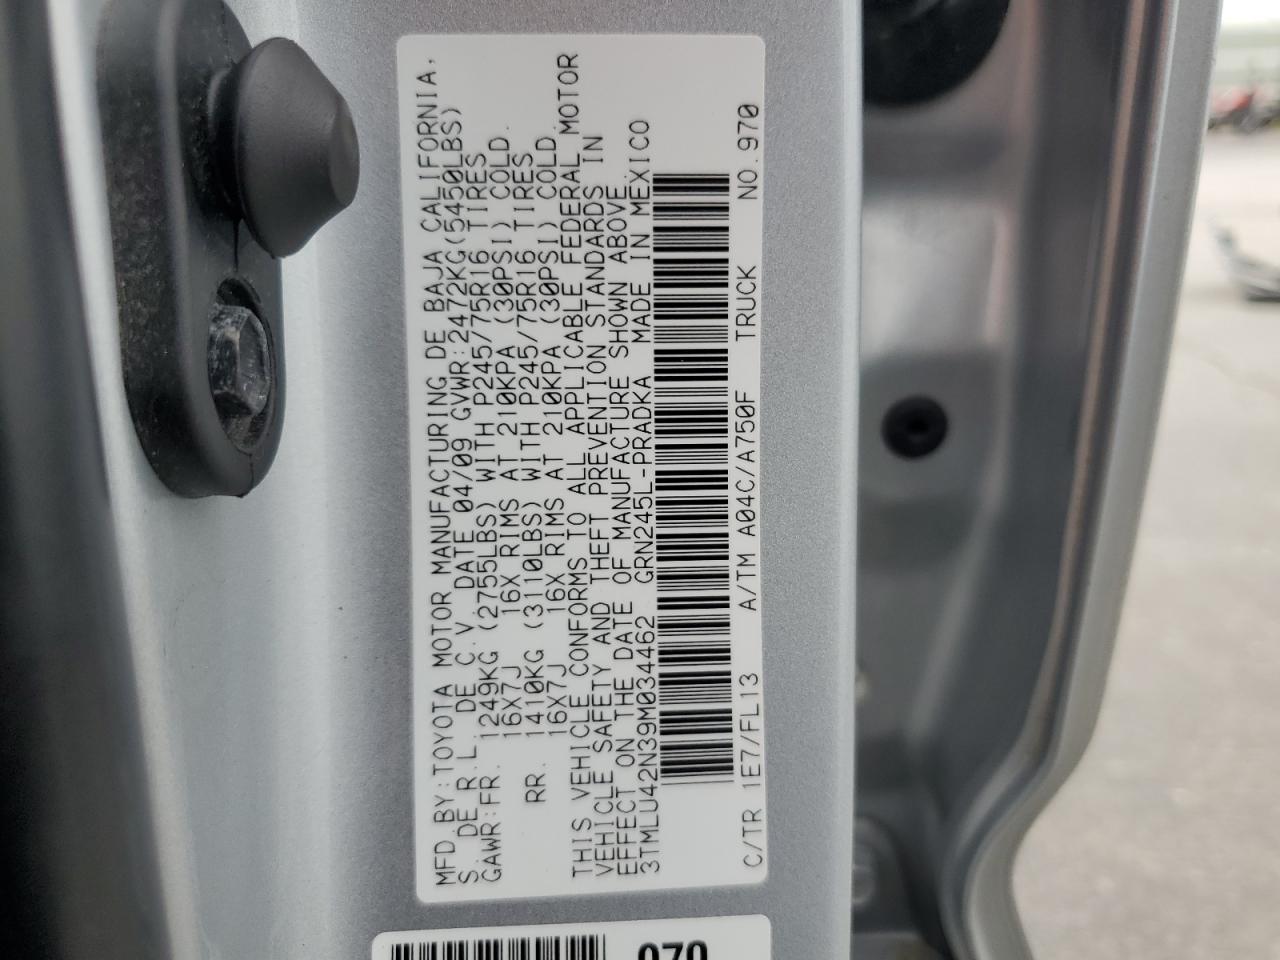 MFD. BY: TOYOTA MOTOR MANUFACTURING DE BAJA CALIFORNIA,
S. DE R. L. DE C. V. DATE 04/09 GVWR: 2472KG(5450LBS)
GAWR: FR. 1249KG (2755LBS) WITH P245/75R16 TIRES
16X7J 16X RIMS AT 210KPA (30PSI) COLD.
RR. 1410KG (3110LBS) WITH P245/75R16 TIRES
16X7J 16X RIMS AT 210KPA (30PSI) COLD.
THIS VEHICLE CONFORMS TO ALL APPLICABLE FEDERAL MOTOR
VEHICLE SAFETY AND THEFT PREVENTION STANDARDS IN
EFFECT ON THE DATE OF MANUFACTURE SHOWN ABOVE.
3TMLU42N39M034462 GRN245L-PRADKA MADE IN MEXICO
C/TR 1E7/FL13 A/TM A04C/A750F TRUCK NO. 970